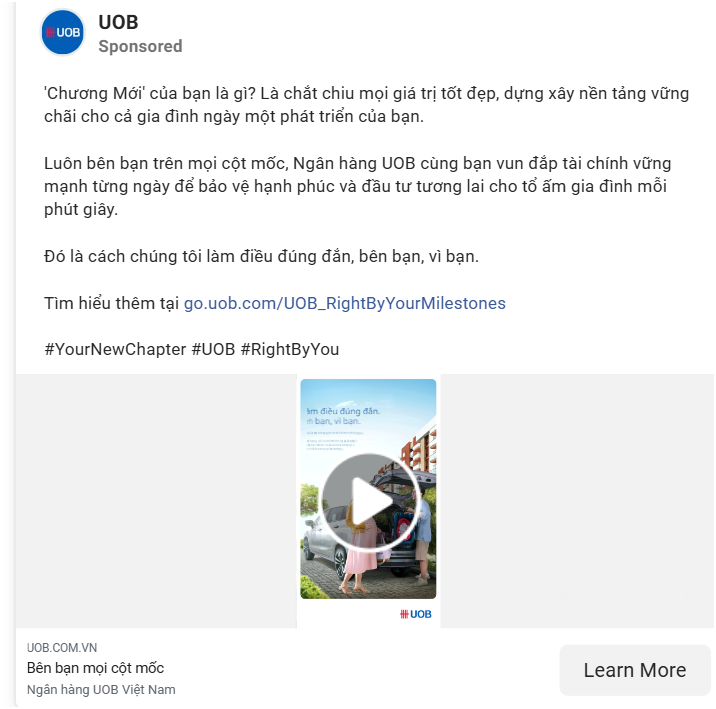 UOB
UOB
Sponsored
'Chương Mới' của bạn là gì? Là chắt chiu mọi giá trị tốt đẹp, dựng xây nền tảng vững
chãi cho cả gia đình ngày một phát triển của bạn.
Luôn bên bạn trên mọi cột mốc, Ngân hàng UOB cùng bạn vun đắp tài chính vững
mạnh từng ngày để bảo vệ hạnh phúc và đầu tư tương lai cho tổ ấm gia đình mỗi
phút giây.
Đó là cách chúng tôi làm điều đúng đắn, bên bạn, vì bạn.
Tìm hiểu thêm tại go.uob.com/UOB_RightByYourMilestones
#YourNewChapter #UOB #RightByYou
àm điều đúng đắn.
n bạn, vì bạn.
UOB
UOB.COM.VN
Bên bạn mọi cột mốc
Ngân hàng UOB Việt Nam
Learn More